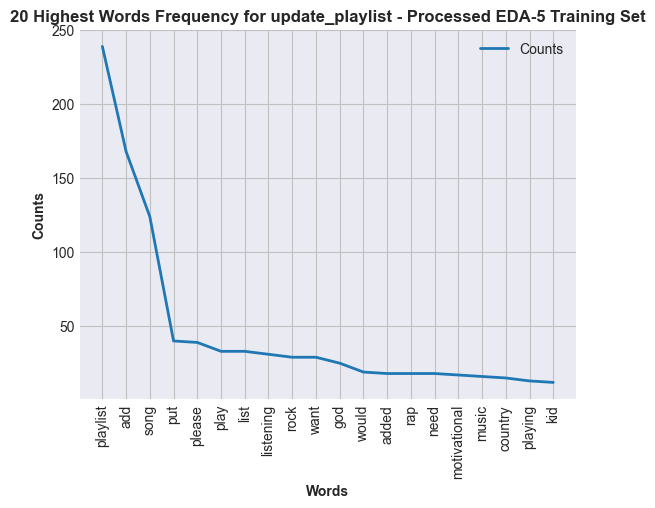 20 Highest Words Frequency for update_playlist - Processed EDA-5 Training Set
Counts
250
200
150
100
50
Counts
playlist
add
song
put
please
play
list
listening
rock
want
god
would
added
rap
need
motivational
music
country
playing
kid
Words